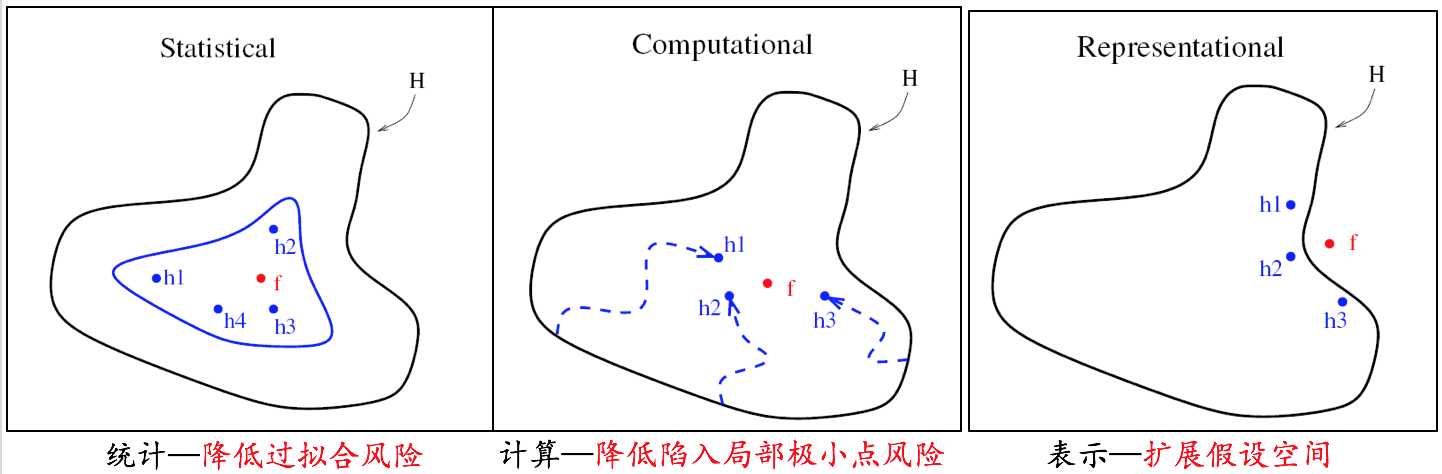 Statistical
H
h2
h1
f
h4
h3
Computational
H
h1
f
h2
h3
Representational
H
h1
f
h2
h3
统计—降低过拟合风险
计算—降低陷入局部极小点风险
表示—扩展假设空间